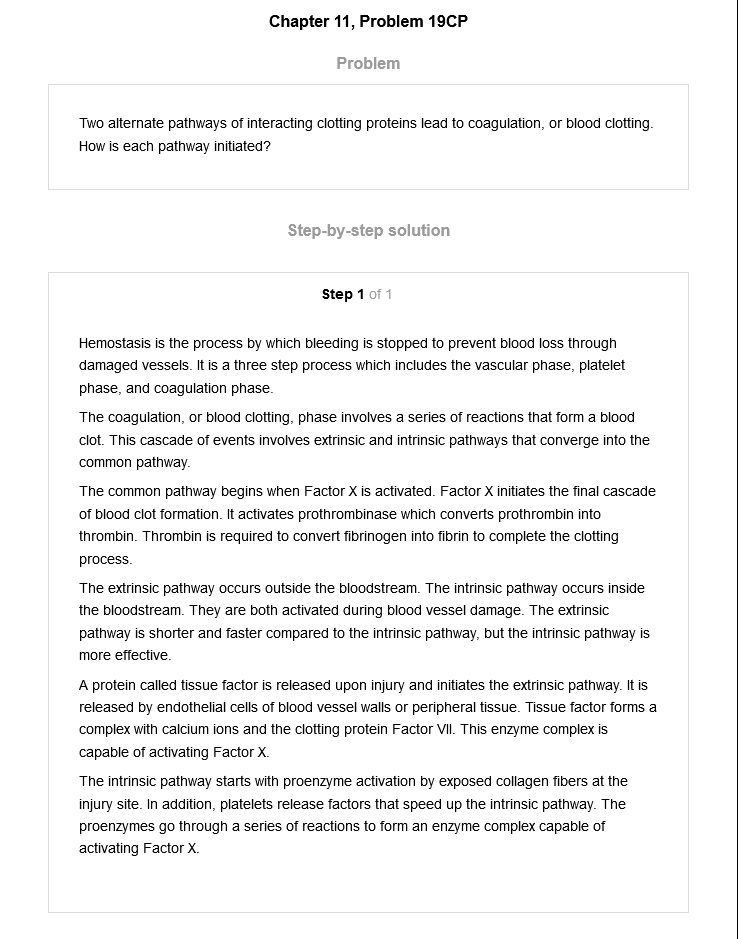 Chapter 11, Problem 19CP
Problem
Two alternate pathways of interacting clotting proteins lead to coagulation, or blood clotting.
How is each pathway initiated?
Step-by-step solution
Step 1 of 1
Hemostasis is the process by which bleeding is stopped to prevent blood loss through
damaged vessels. It is a three step process which includes the vascular phase, platelet
phase, and coagulation phase.
The coagulation, or blood clotting, phase involves a series of reactions that form a blood
clot. This cascade of events involves extrinsic and intrinsic pathways that converge into the
common pathway.
The common pathway begins when Factor X is activated. Factor X initiates the final cascade
of blood clot formation. It activates prothrombinase which converts prothrombin into
thrombin. Thrombin is required to convert fibrinogen into fibrin to complete the clotting
process.
The extrinsic pathway occurs outside the bloodstream. The intrinsic pathway occurs inside
the bloodstream. They are both activated during blood vessel damage. The extrinsic
pathway is shorter and faster compared to the intrinsic pathway, but the intrinsic pathway is
more effective.
A protein called tissue factor is released upon injury and initiates the extrinsic pathway. It is
released by endothelial cells of blood vessel walls or peripheral tissue. Tissue factor forms a
complex with calcium ions and the clotting protein Factor VII. This enzyme complex is
capable of activating Factor X.
The intrinsic pathway starts with proenzyme activation by exposed collagen fibers at the
injury site. In addition, platelets release factors that speed up the intrinsic pathway. The
proenzymes go through a series of reactions to form an enzyme complex capable of
activating Factor X.